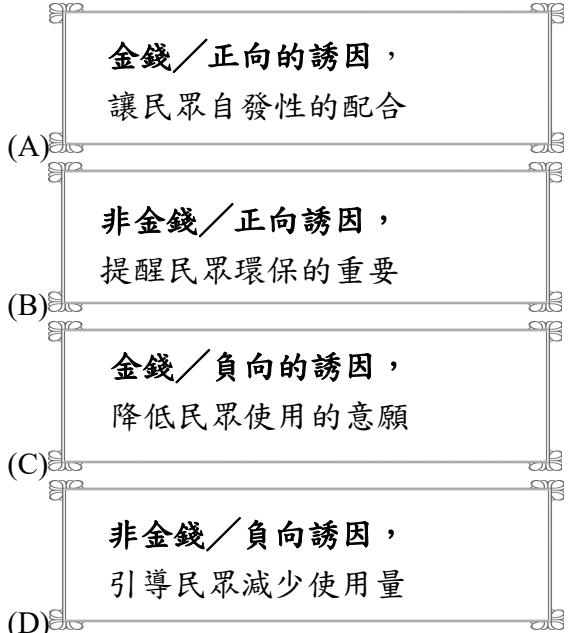 金錢／正向的誘因，
讓民眾自發性的配合
(A)
非金錢／正向誘因，
提醒民眾環保的重要
(B)
金錢／負向的誘因，
降低民眾使用的意願
(C)
非金錢／負向誘因，
引導民眾減少使用量
(D)